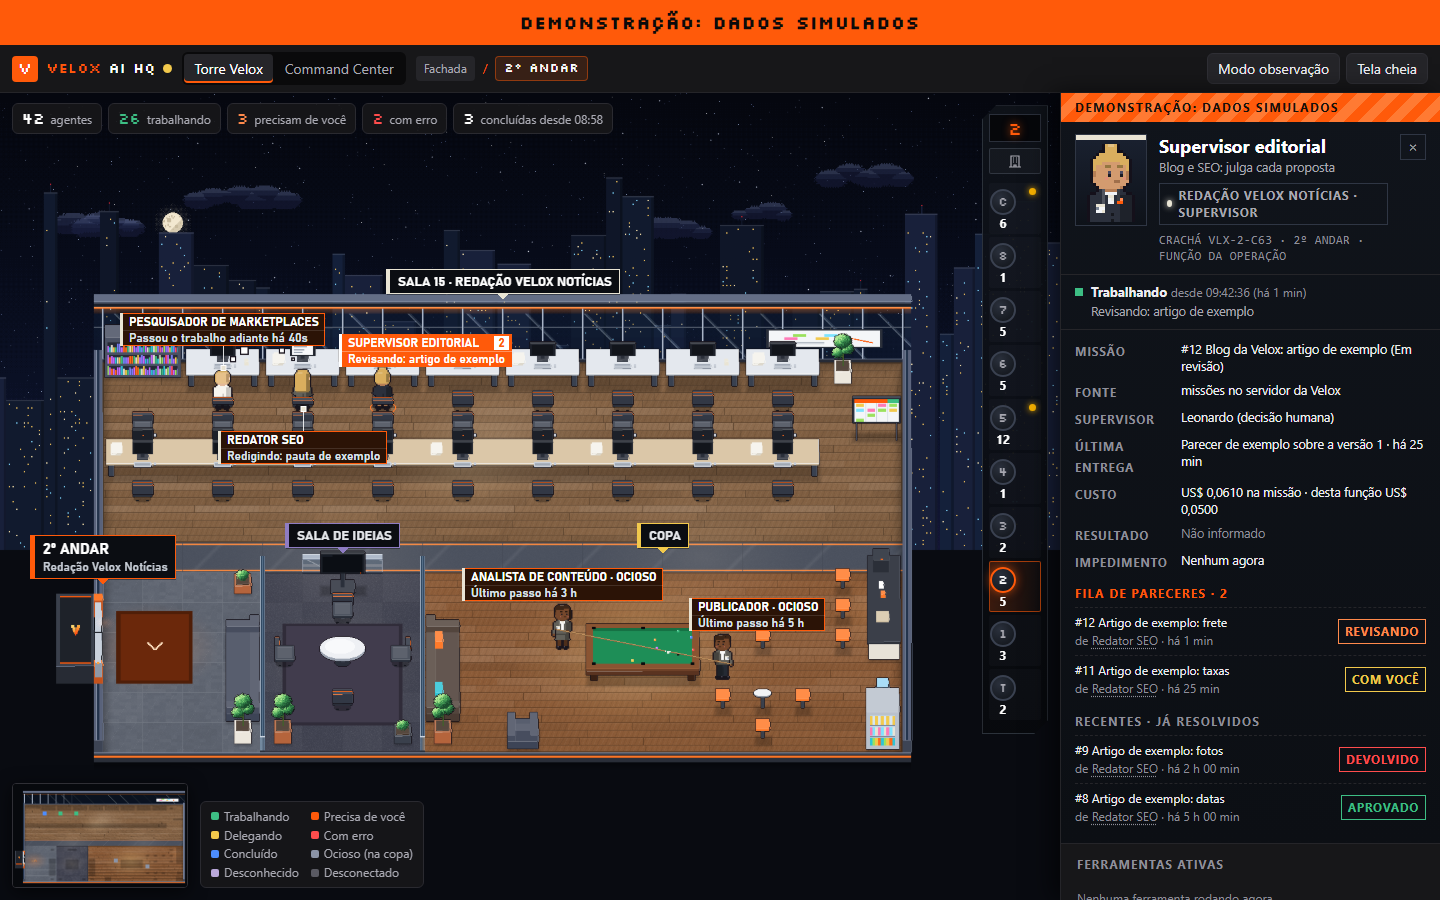 DEMONSTRAÇÃO: DADOS SIMULADOS
V VELOX AI HQ
Torre Velox
Command Center
Fachada / 2º ANDAR
Modo observação
Tela cheia
42 agentes
26 trabalhando
3 precisam de você
2 com erro
3 concluídas desde 08:58
SALA 15 · REDAÇÃO VELOX NOTÍCIAS
PESQUISADOR DE MARKETPLACES
Passou o trabalho adiante há 40s
SUPERVISOR EDITORIAL 2
Revisando: artigo de exemplo
REDATOR SEO
Redigindo: pauta de exemplo
2º ANDAR
Redação Velox Notícias
SALA DE IDEIAS
COPA
ANALISTA DE CONTEÚDO · OCIOSO
Último passo há 3 h
PUBLICADOR · OCIOSO
Último passo há 5 h
V
Trabalhando
Precisa de você
Delegando
Com erro
Concluído
Ocioso (na copa)
Desconhecido
Desconectado
2
C
6
8
1
7
5
6
5
5
12
4
1
3
2
2
5
1
3
T
2
DEMONSTRAÇÃO: DADOS SIMULADOS
Supervisor editorial
×
Blog e SEO: julga cada proposta
REDAÇÃO VELOX NOTÍCIAS ·
SUPERVISOR
CRACHÁ VLX-2-C63 · 2º ANDAR ·
FUNÇÃO DA OPERAÇÃO
Trabalhando desde 09:42:36 (há 1 min)
Revisando: artigo de exemplo
MISSÃO #12 Blog da Velox: artigo de exemplo (Em
revisão)
FONTE missões no servidor da Velox
SUPERVISOR Leonardo (decisão humana)
ÚLTIMA ENTREGA Parecer de exemplo sobre a versão 1 · há 25
min
CUSTO US$ 0,0610 na missão · desta função US$
0,0500
RESULTADO Não informado
IMPEDIMENTO Nenhum agora
FILA DE PARECERES · 2
#12 Artigo de exemplo: frete
de Redator SEO · há 1 min
REVISANDO
#11 Artigo de exemplo: taxas
de Redator SEO · há 25 min
COM VOCÊ
RECENTES · JÁ RESOLVIDOS
#9 Artigo de exemplo: fotos
de Redator SEO · há 2 h 00 min
DEVOLVIDO
#8 Artigo de exemplo: datas
de Redator SEO · há 5 h 00 min
APROVADO
FERRAMENTAS ATIVAS
Nenhuma ferramenta rodando agora